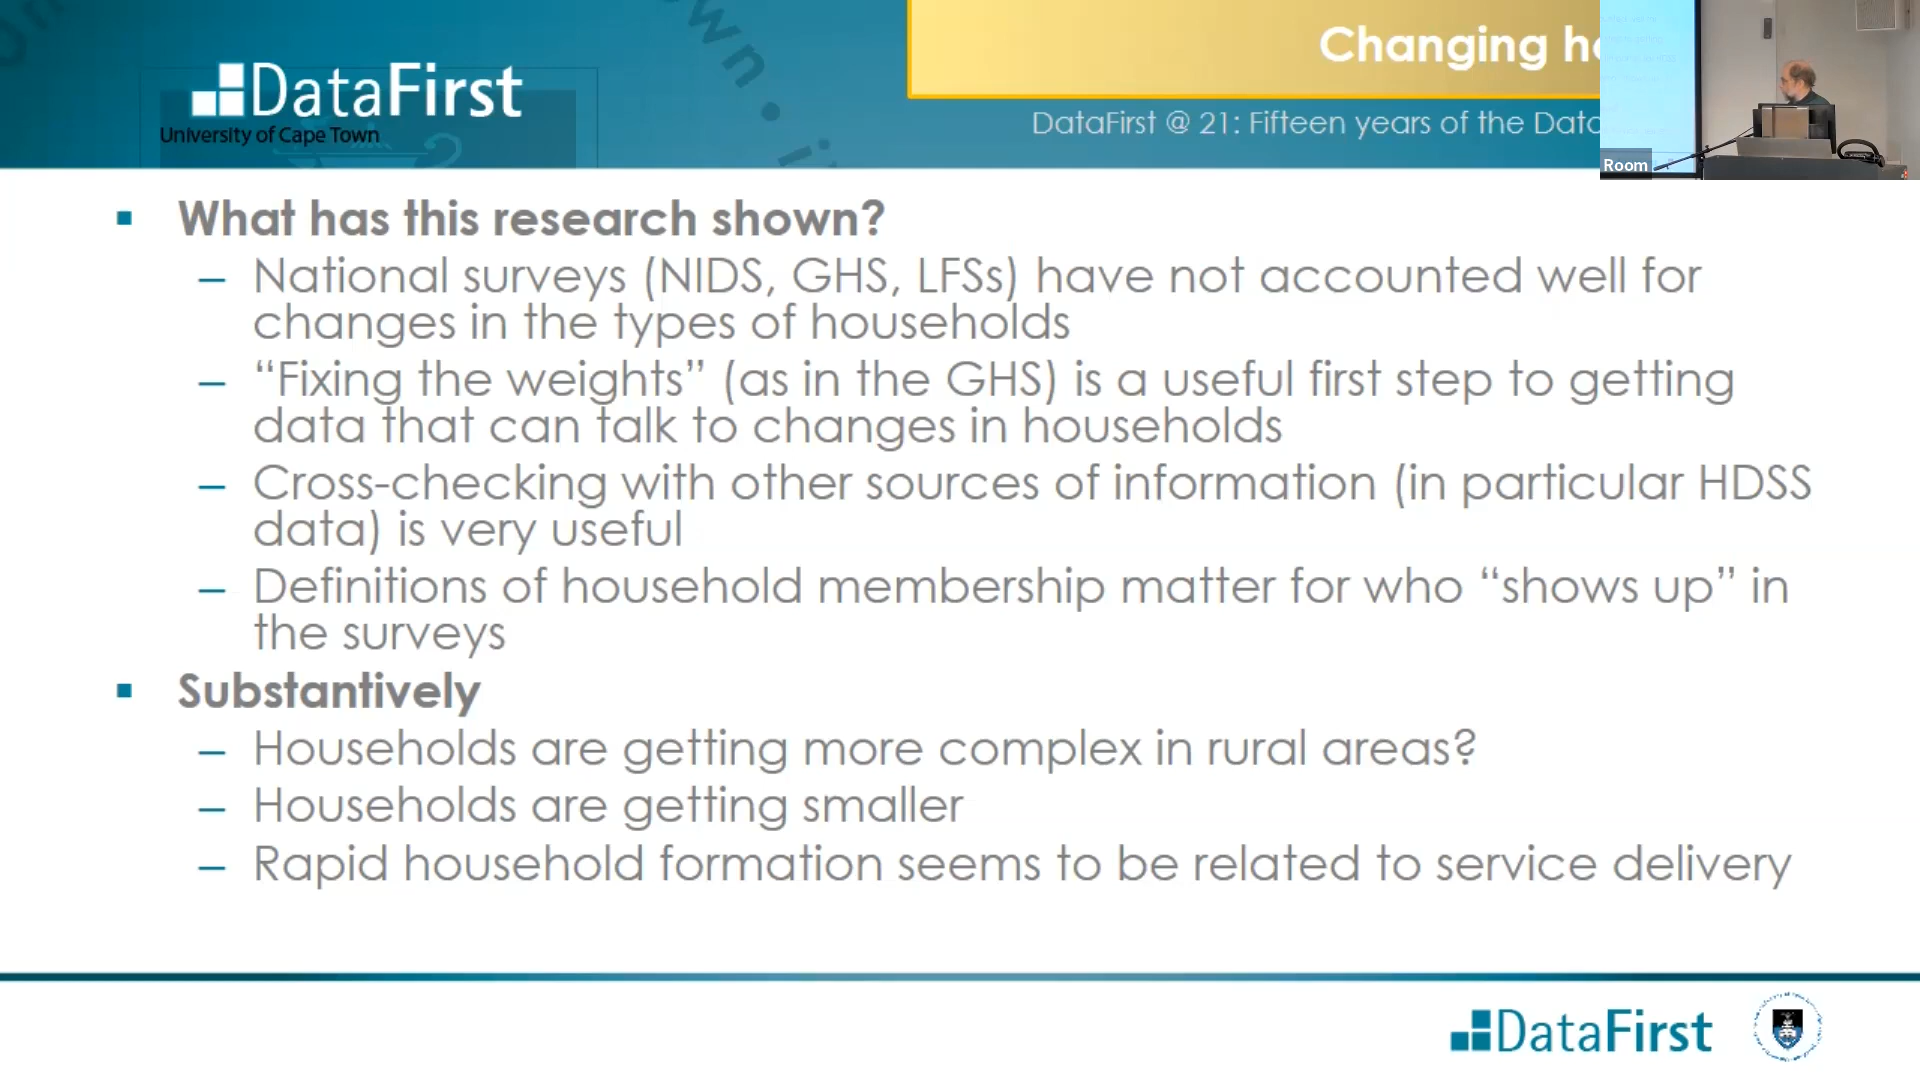 DataFirst
University of Cape Town
Changing
DataFirst @ 21: Fifteen years of the
Room
What has this research shown?
– National surveys (NIDS, GHS, LFSs) have not accounted well for
changes in the types of households
– “Fixing the weights” (as in the GHS) is a useful first step to getting
data that can talk to changes in households
– Cross-checking with other sources of information (in particular HDSS
data) is very useful
– Definitions of household membership matter for who “shows up” in
the surveys
Substantively
– Households are getting more complex in rural areas?
– Households are getting smaller
– Rapid household formation seems to be related to service delivery
DataFirst